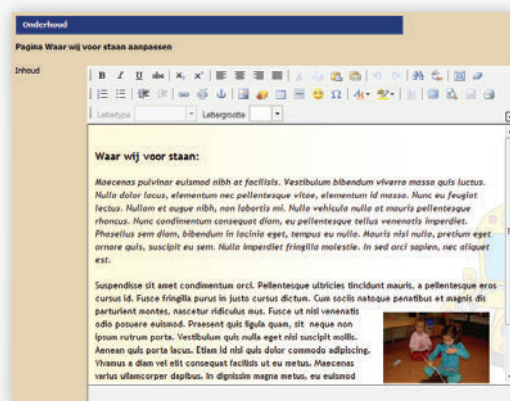 Onderhoud
Pagina Waar wij voor staan aanpassen
Inhoud
B I U abc x, x'
Lettertype Lettergrootte
Waar wij voor staan:
Maecenas pulvinar euismod nibh at facilisis. Vestibulum bibendum viverra massa quis luctus.
Nulla dolor lacus, elementum nec pellentesque vitae, elementum id massa. Nunc eu feugiat
lectus. Nullam et augue nibh, non lobortis mi. Nulla vehicula nulla at mauris pellentesque
rhoncus. Nunc condimentum consequat diam, eu pellentesque tellus venenatis imperdiet.
Phasellus sem diam, bibendum in lacinia eget, tempus eu nulla. Mauris nisl nulla, pretium eget
ornare quis, suscipit eu sem. Nulla imperdiet fringilla molestie. In sed orci sapien, nec aliquet
est.
Suspendisse sit amet condimentum orci. Pellentesque ultricies tincidunt mauris, a pellentesque eros
cursus id. Fusce fringilla purus in justo cursus dictum. Cum sociis natoque penatibus et magnis dis
parturient montes, nascetur ridiculus mus. Fusce ut nisl venenatis
odio posuere euismod. Praesent quis ligula quam, sit neque non
ipsum rutrum porta. Vestibulum quis nulla eget nisl suscipit mollis.
Aenean quis porta lacus. Etiam id nisl quis dolor commodo adipiscing.
Vivamus a diam vel elit consequat facilisis ut eu metus. Maecenas
varius ullamcorper dapibus. In dignissim magna metus, eu euismod